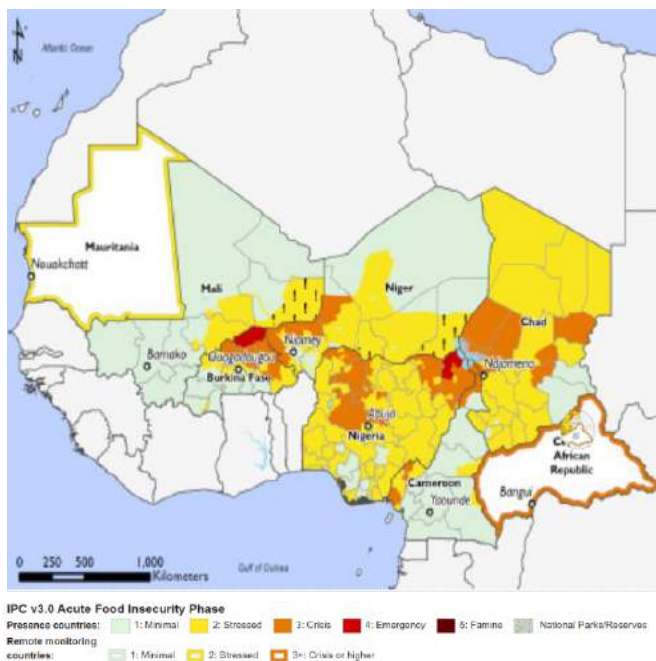 N
Atlantic Ocean
Mauritania
Nouakchott
Mali
Niger
Chad
Niamey
Bamako
Ouagadougou
Burkina Faso
Ndjamena
Abuja
Nigeria
African
Republic
Cameroon
Yaounde
Bangui
0 250 500 1,000
Kilometers
Gulf of Guinea
IPC v3.0 Acute Food Insecurity Phase
Presence countries: 1: Minimal 2: Stressed 3: Crisis 4: Emergency 5: Famine National Parks/Reserves
Remote monitoring
countries: 1: Minimal 2: Stressed 3+: Crisis or higher